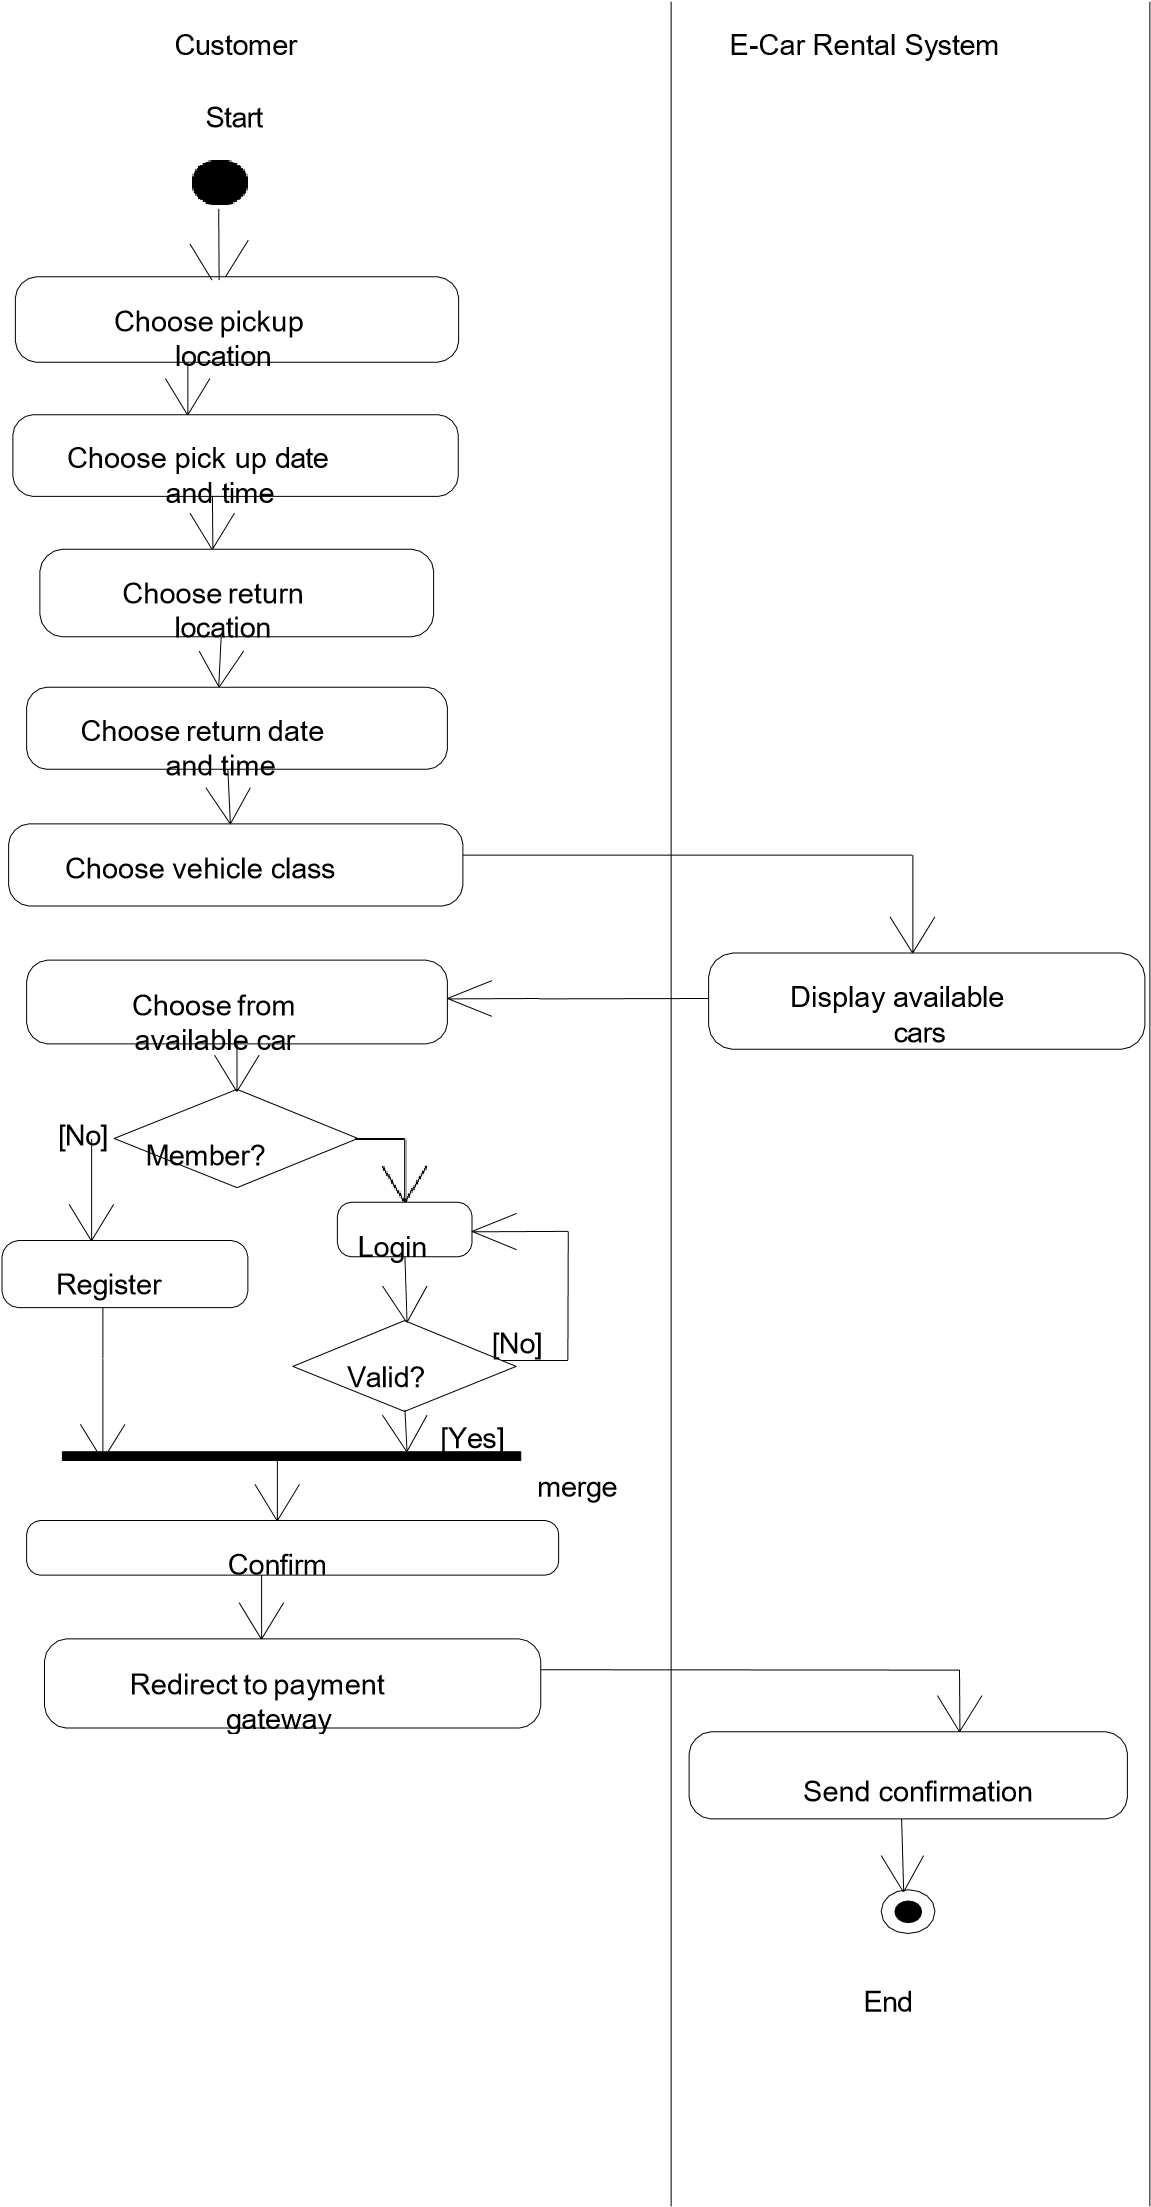 Customer
E-Car Rental System
Start
Choose pickup
location
Choose pick up date
and time
Choose return
location
Choose return date
and time
Choose vehicle class
Choose from
available car
Display available
cars
[No]
Member?
Login
Register
[No]
Valid?
[Yes]
merge
Confirm
Redirect to payment
gateway
Send confirmation
End